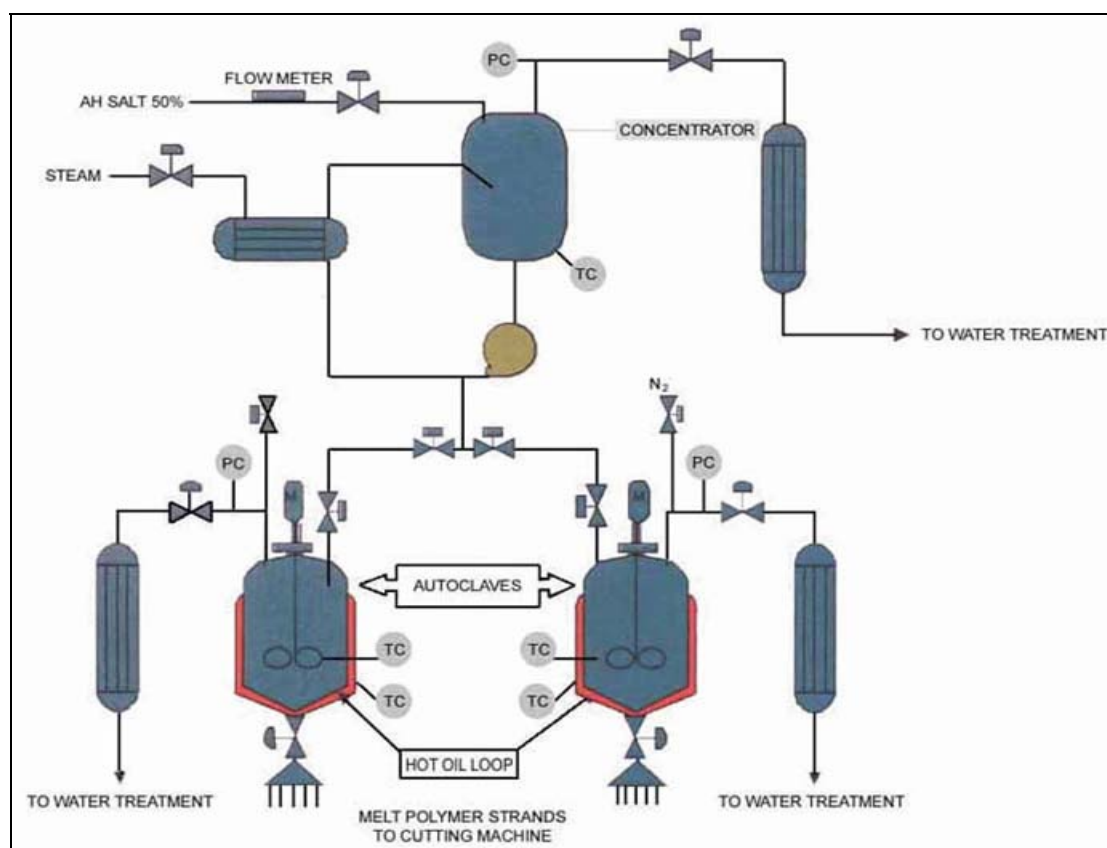 PC
FLOW METER
AH SALT 50%
CONCENTRATOR
STEAM
TC
TO WATER TREATMENT
N₂
PC
PC
M
M
AUTOCLAVES
TC
TC
TC
TC
HOT OIL LOOP
TO WATER TREATMENT
MELT POLYMER STRANDS
TO CUTTING MACHINE
TO WATER TREATMENT